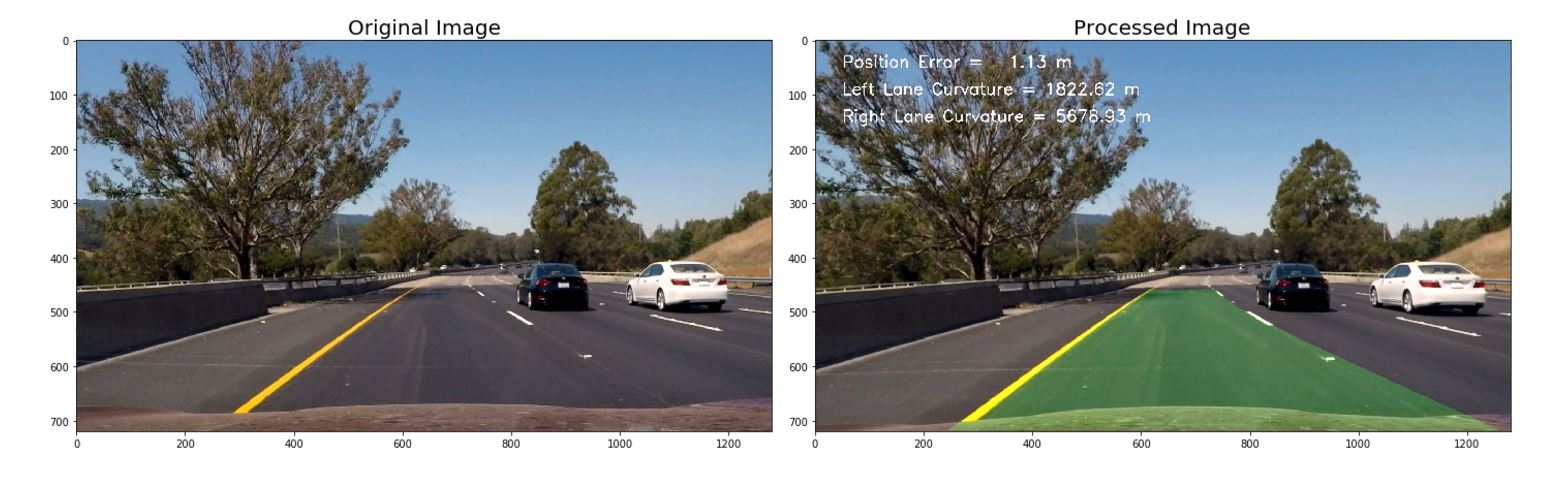 Original Image
0
100
200
300
400
500
600
700
0 200 400 600 800 1000 1200
Processed Image
Position Error = 1.13 m
Left Lane Curvature = 1822.62 m
Right Lane Curvature = 5678.93 m
0
100
200
300
400
500
600
700
0 200 400 600 800 1000 1200